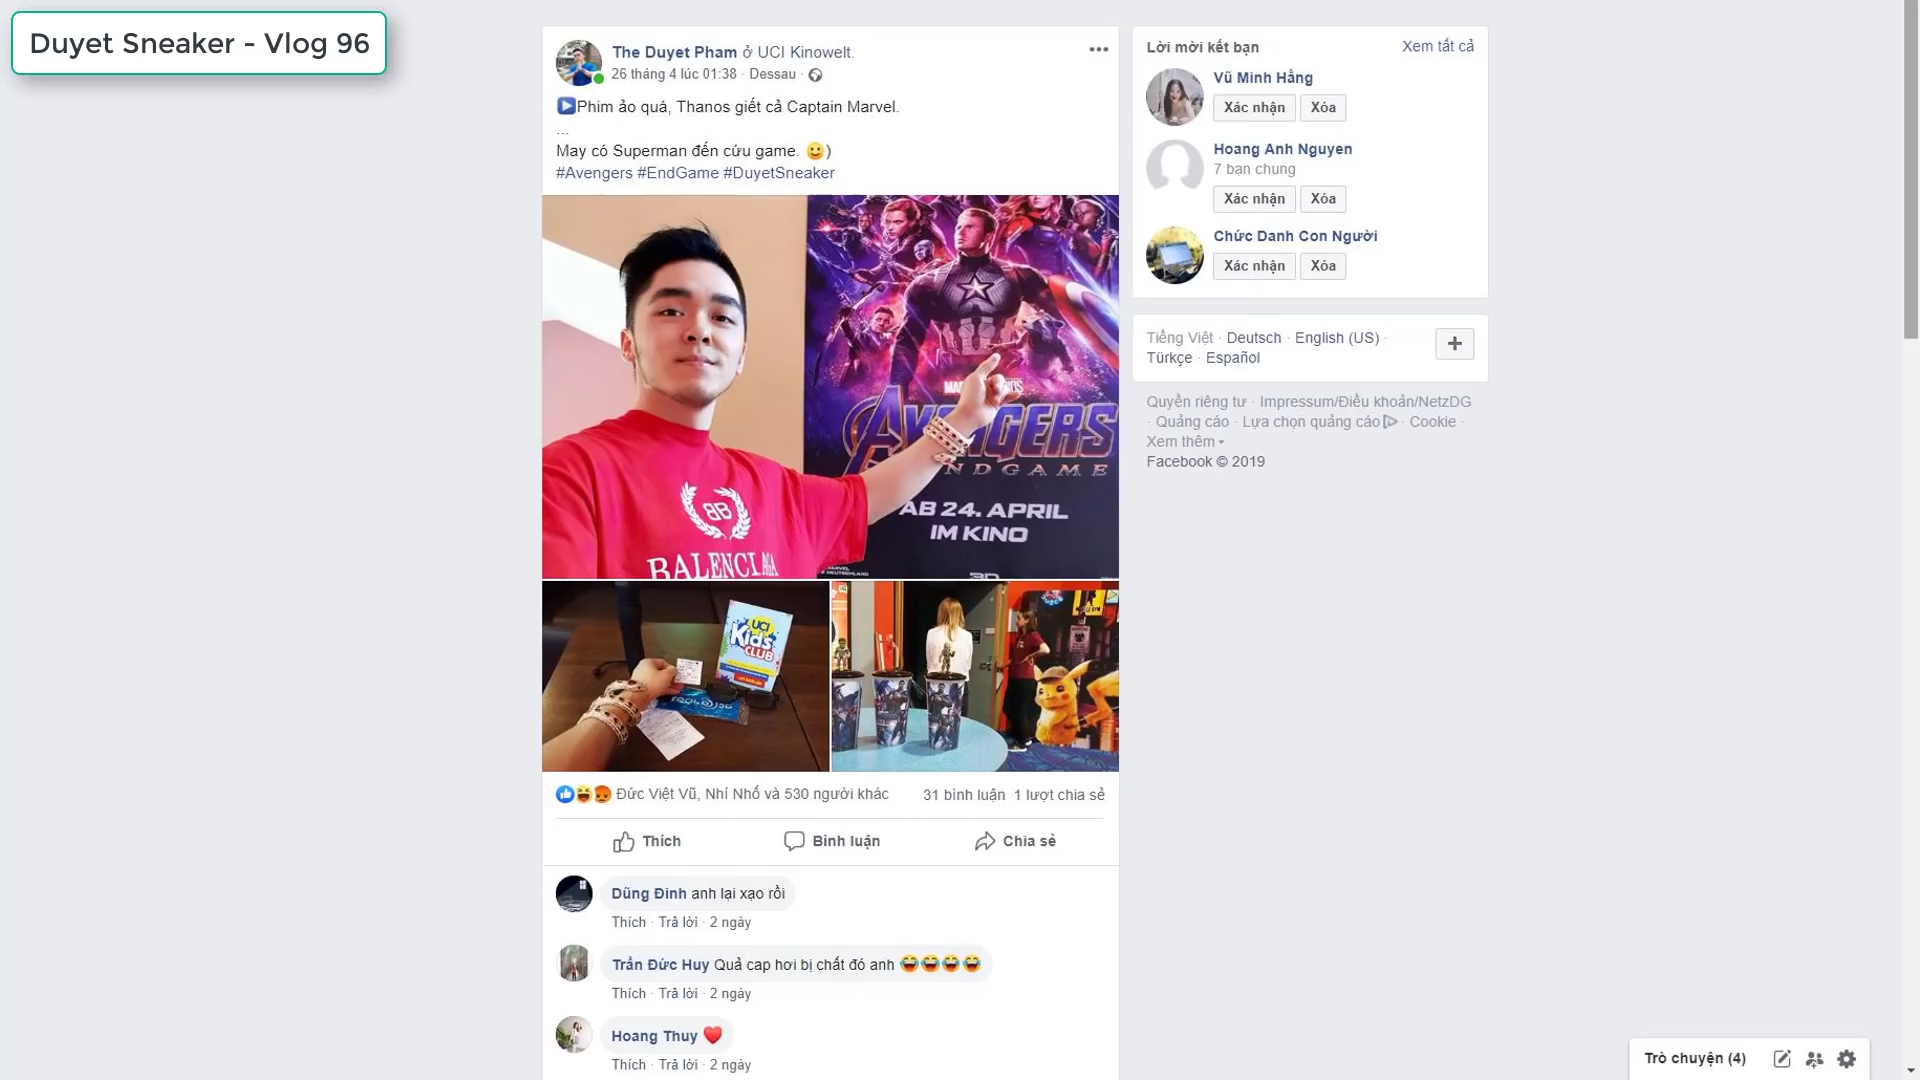 Duyet Sneaker - Vlog 96
The Duyet Pham ở UCI Kinowelt.
26 tháng 4 lúc 01:38 · Dessau ·
Phim ảo quá, Thanos giết cả Captain Marvel.
...
May có Superman đến cứu game. 🙂)
#Avengers #EndGame #DuyetSneaker
AVENGERS
ENDGAME
AB 24. APRIL
IM KINO
BB
BALENCIAGA
UCI
Kids
CLUB
Đức Việt Vũ, Nhí Nhố và 530 người khác
31 bình luận 1 lượt chia sẻ
Thích
Bình luận
Chia sẻ
Dũng Đinh anh lại xạo rồi
Thích · Trả lời · 2 ngày
Trần Đức Huy Quả cap hơi bị chất đó anh 😂😂😂😂
Thích · Trả lời · 2 ngày
Hoang Thuy ❤️
Thích · Trả lời · 2 ngày
Lời mời kết bạn
Xem tất cả
Vũ Minh Hằng
Xác nhận
Xóa
Hoang Anh Nguyen
7 bạn chung
Xác nhận
Xóa
Chức Danh Con Người
Xác nhận
Xóa
Tiếng Việt · Deutsch · English (US) ·
Türkçe · Español
Quyền riêng tư · Impressum/Điều khoản/NetzDG
· Quảng cáo · Lựa chọn quảng cáo · Cookie ·
Xem thêm
Facebook © 2019
Trò chuyện (4)